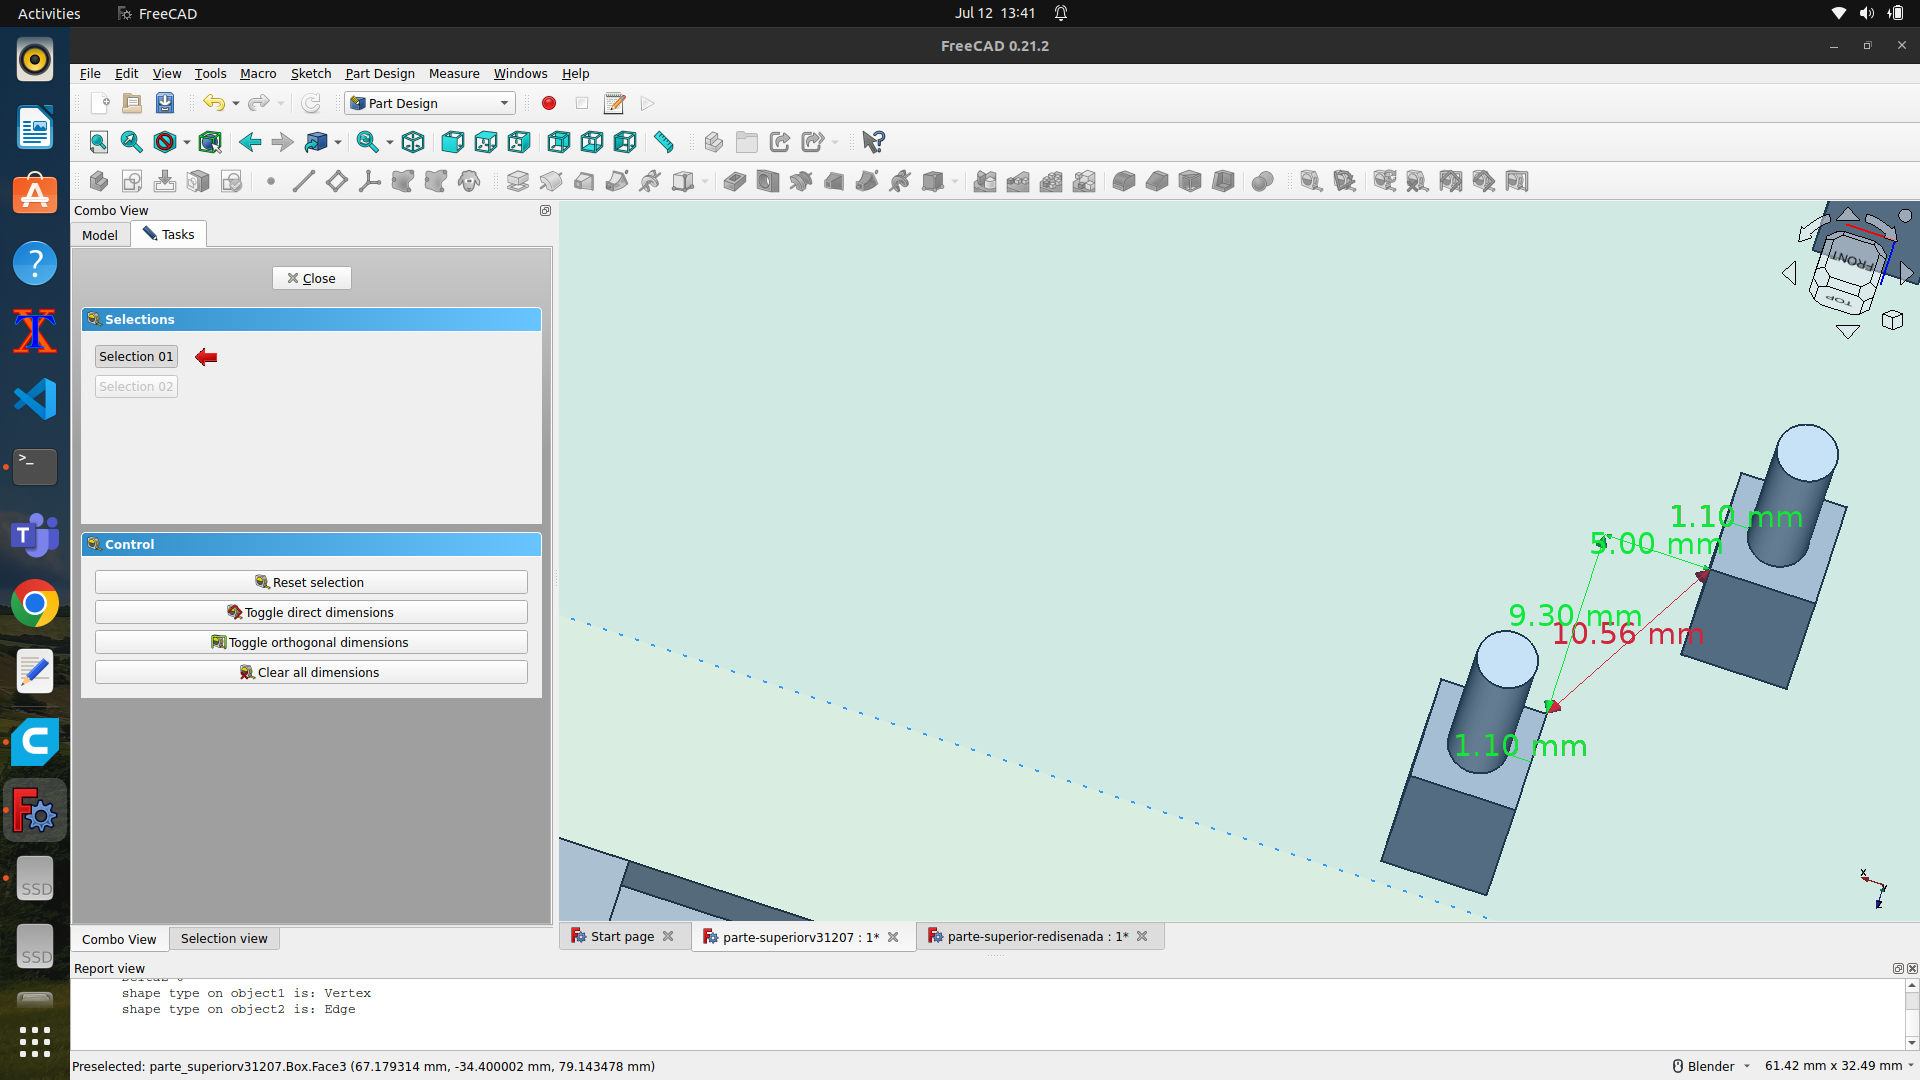 Activities FreeCAD Jul 12 13:41
FreeCAD 0.21.2
File Edit View Tools Macro Sketch Part Design Measure Windows Help
Part Design
Combo View
Model Tasks
Close
Selections
Selection 01
Selection 02
Control
Reset selection
Toggle direct dimensions
Toggle orthogonal dimensions
Clear all dimensions
FRONT
TOP
1.10 mm
5.00 mm
9.30 mm
10.56 mm
1.10 mm
X
Y
Z
Combo View Selection view
Start page parte-superiorv31207 : 1* parte-superior-redisenada : 1*
Report view
shape type on object1 is: Vertex
shape type on object2 is: Edge
Preselected: parte_superiorv31207.Box.Face3 (67.179314 mm, -34.400002 mm, 79.143478 mm) Blender 61.42 mm x 32.49 mm
SSD
SSD